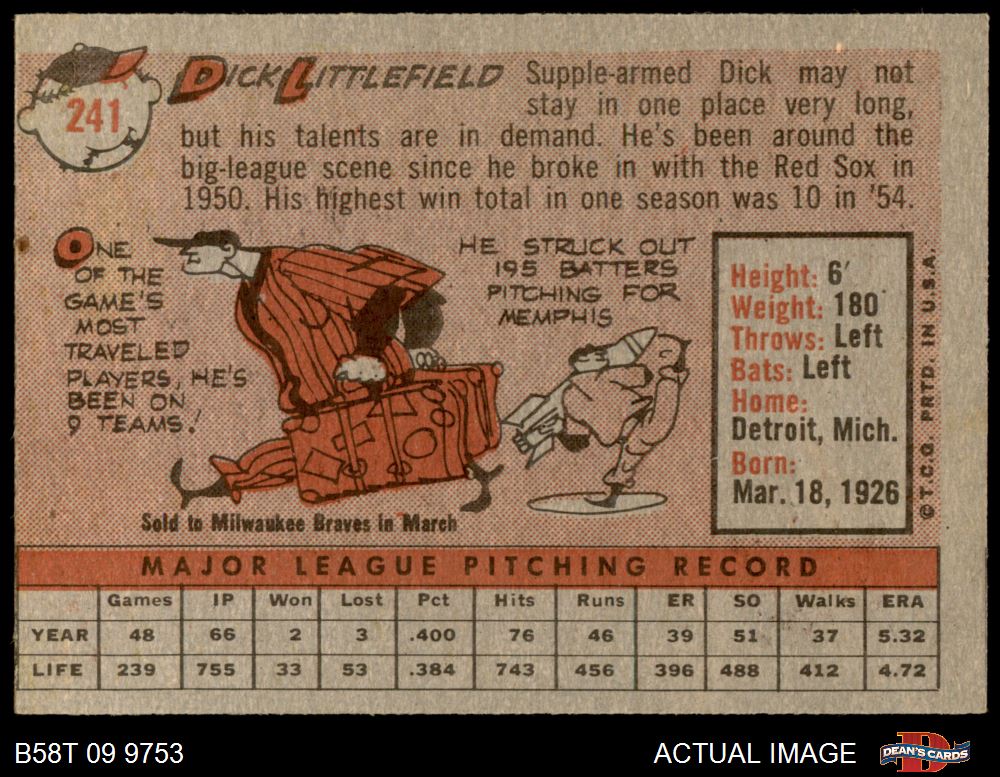 241
DICK LITTLEFIELD Supple-armed Dick may not
stay in one place very long,
but his talents are in demand. He's been around the
big-league scene since he broke in with the Red Sox in
1950. His highest win total in one season was 10 in '54.
ONE
OF THE
GAME'S
MOST
TRAVELED
PLAYERS, HE'S
BEEN ON
9 TEAMS!
HE STRUCK OUT
195 BATTERS
PITCHING FOR
MEMPHIS
Height: 6'
Weight: 180
Throws: Left
Bats: Left
Home:
Detroit, Mich.
Born:
Mar. 18, 1926
© T.C.G. PRTD. IN U.S.A.
Sold to Milwaukee Braves in March
MAJOR LEAGUE PITCHING RECORD
Games IP Won Lost Pct Hits Runs ER SO Walks ERA
YEAR 48 66 2 3 .400 76 46 39 51 37 5.32
LIFE 239 755 33 53 .384 743 456 396 488 412 4.72
B58T 09 9753
ACTUAL IMAGE
DEAN'S CARDS